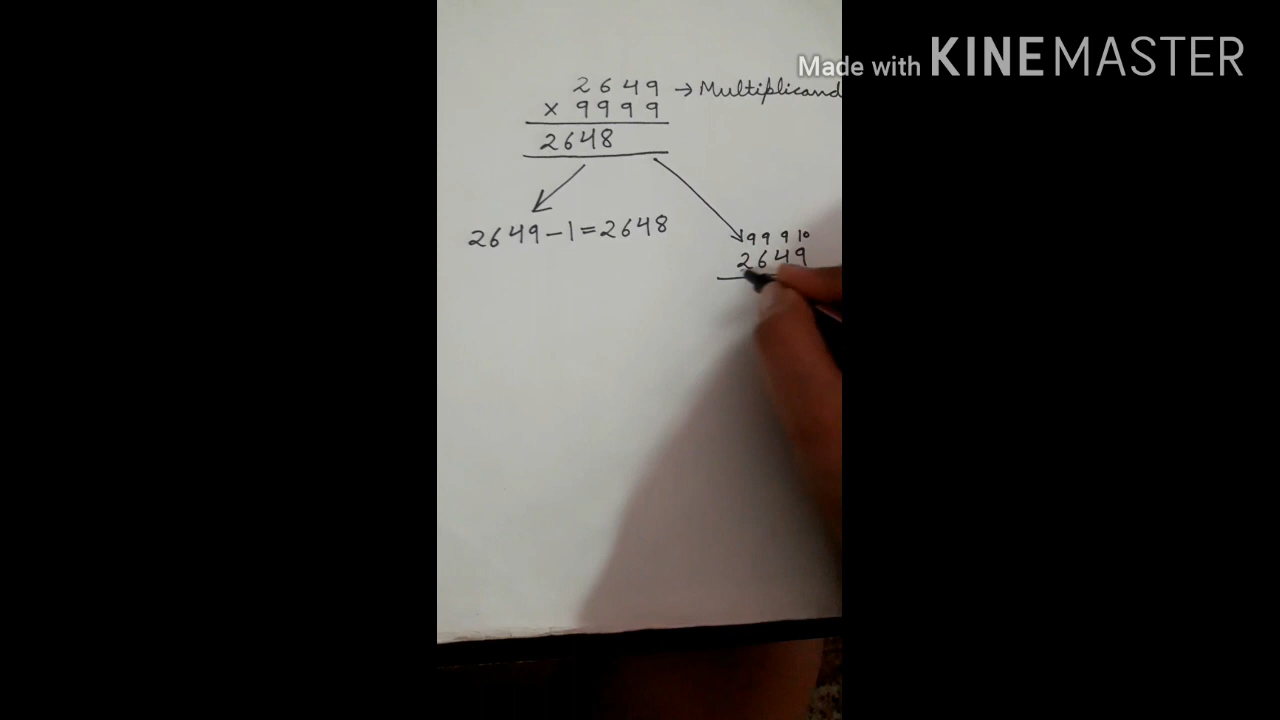 Made with KINEMASTER
2649 → Multiplicand
× 9999
2648
2649-1=2648
9 9 9 10
2649